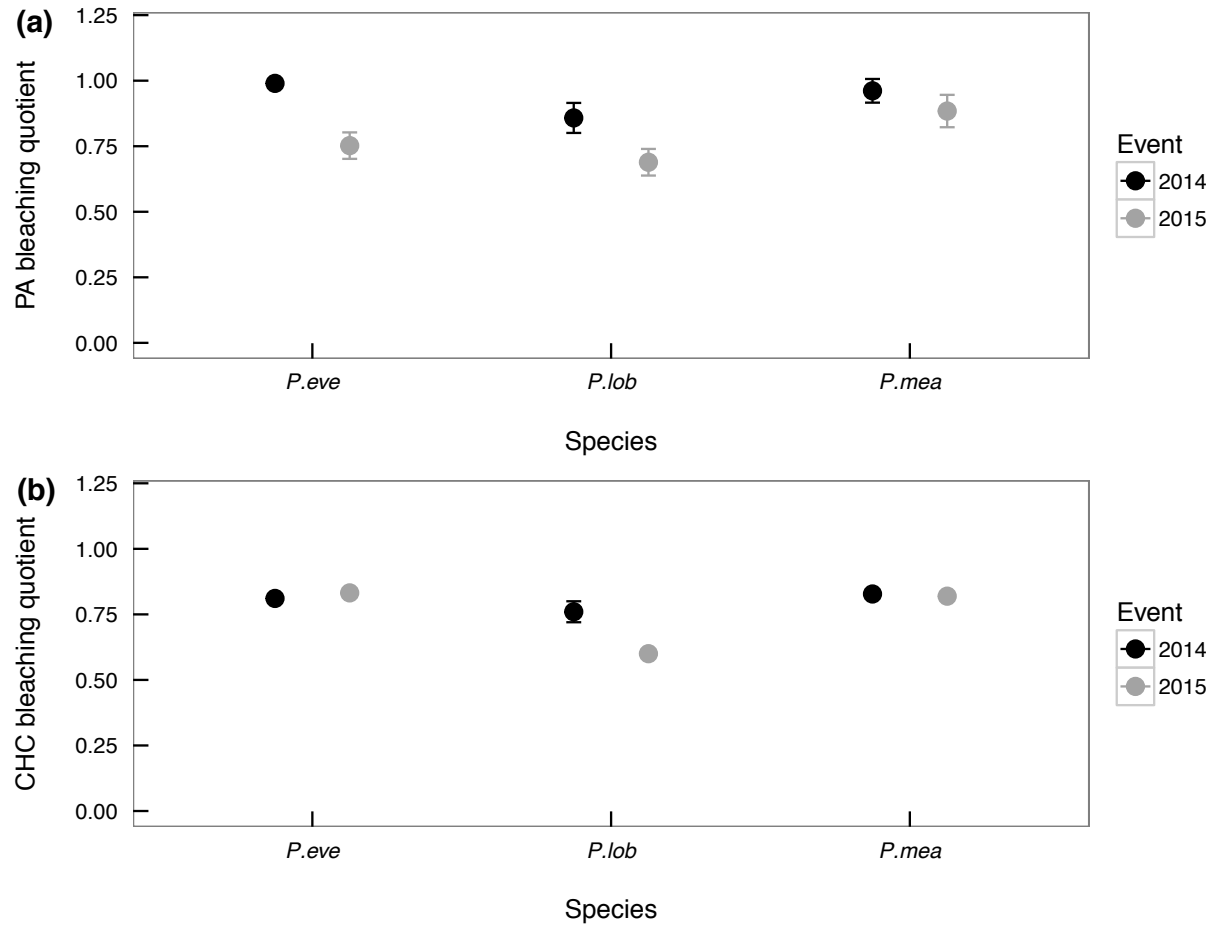 (a)
PA bleaching quotient
1.25
1.00
0.75
0.50
0.25
0.00
P.eve P.lob P.mea
Species
Event
2014
2015
(b)
CHC bleaching quotient
1.25
1.00
0.75
0.50
0.25
0.00
P.eve P.lob P.mea
Species
Event
2014
2015